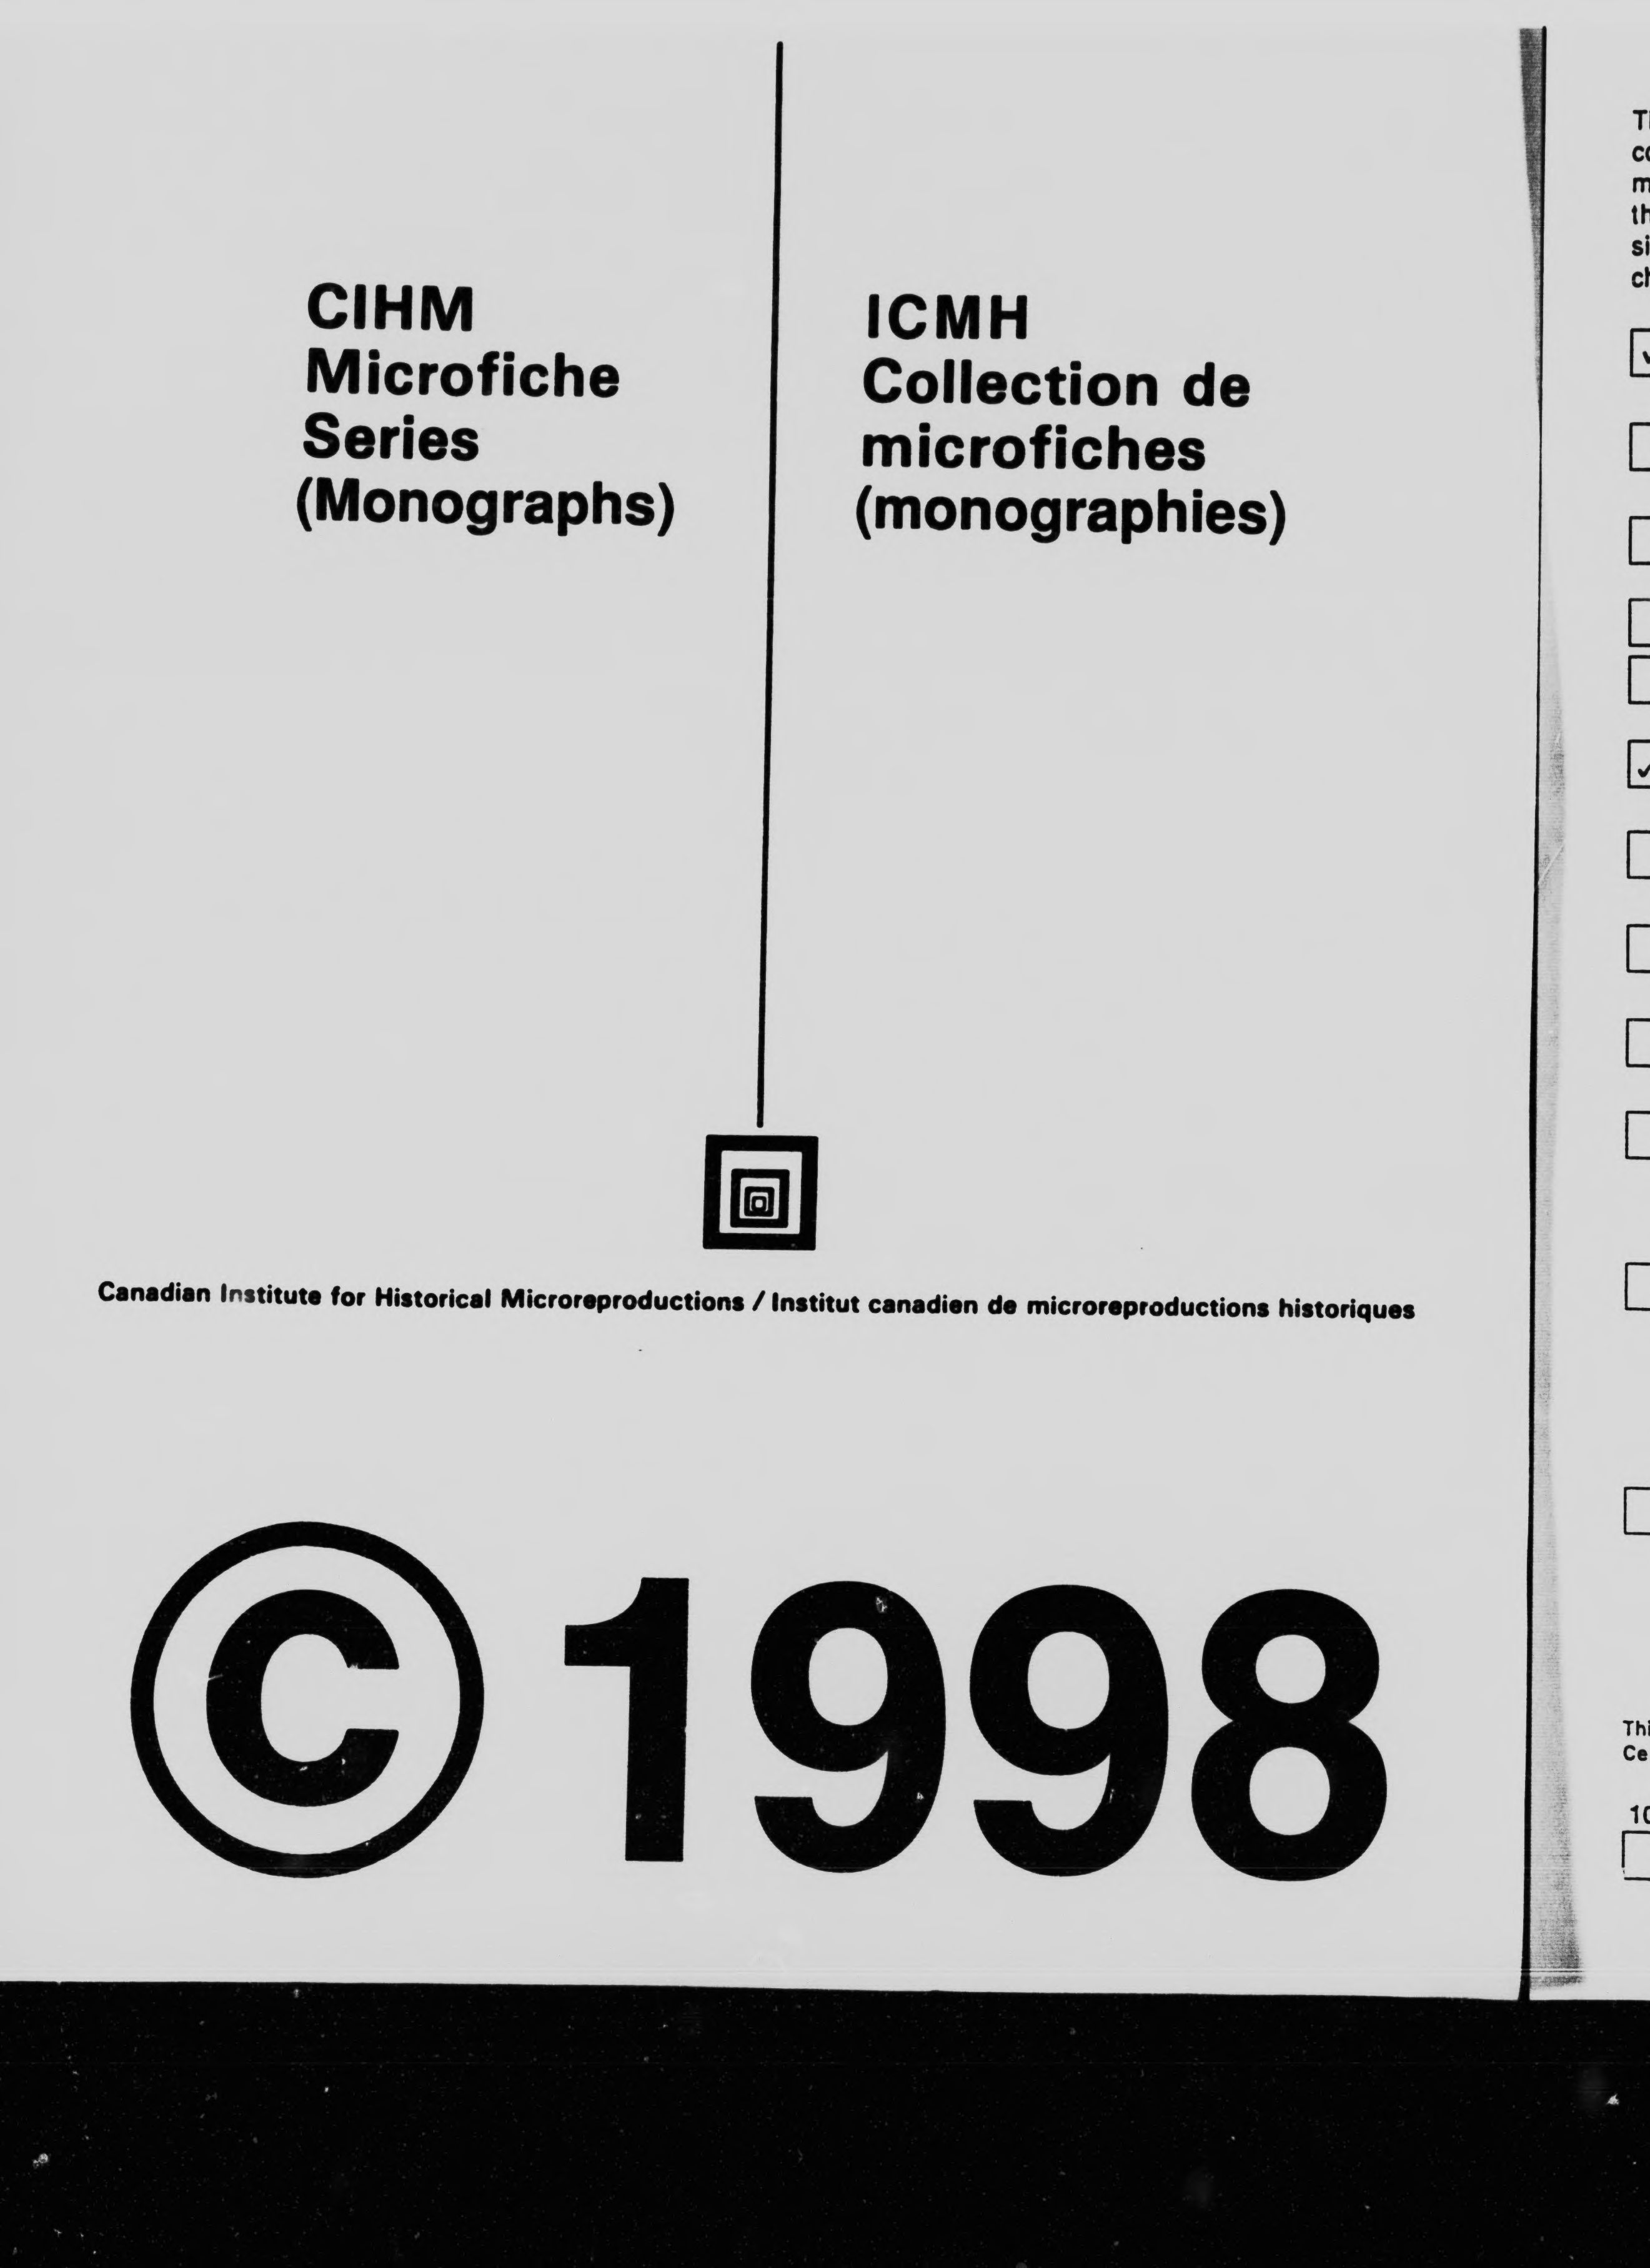 CIHM
Microfiche
Series
(Monographs)
ICMH
Collection de
microfiches
(monographies)
Canadian Institute for Historical Microreproductions / Institut canadien de microreproductions historiques
© 1998